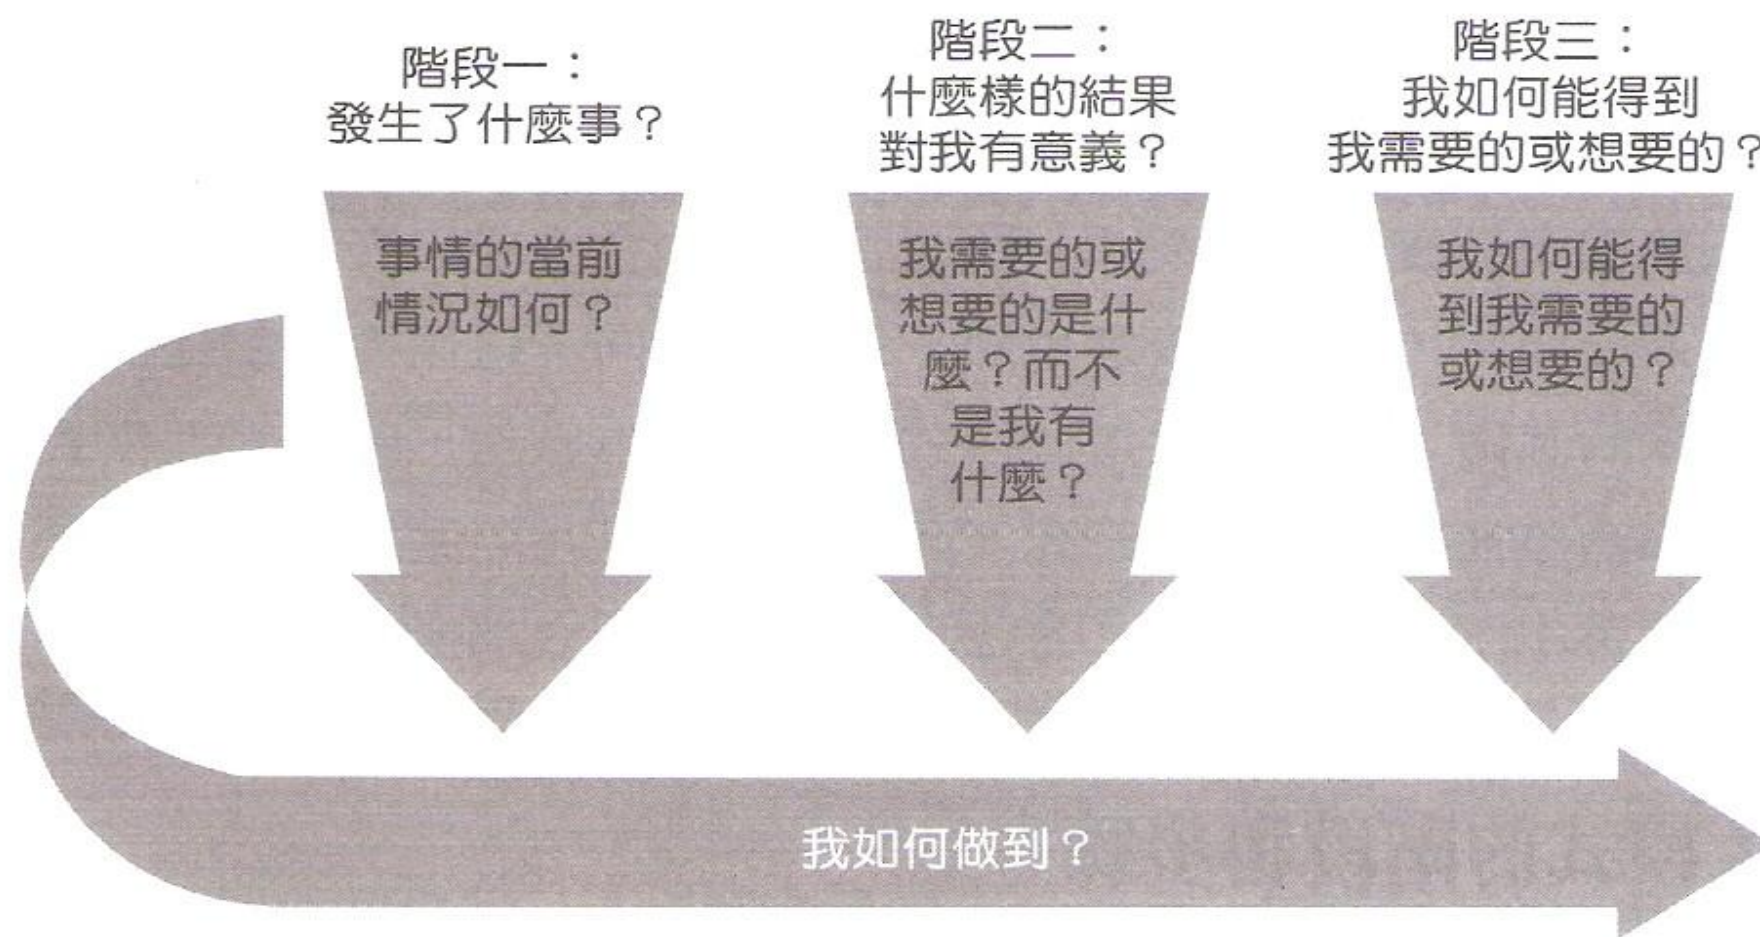 階段一：
發生了什麼事？
階段二：
什麼樣的結果
對我有意義？
階段三：
我如何能得到
我需要的或想要的？
事情的當前
情況如何？
我需要的或
想要的是什
麼？而不
是我有
什麼？
我如何能得
到我需要的
或想要的？
我如何做到？